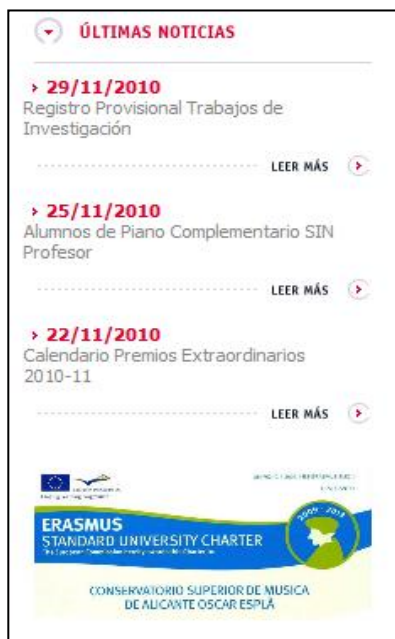 ÚLTIMAS NOTICIAS
29/11/2010
Registro Provisional Trabajos de
Investigación
LEER MÁS
25/11/2010
Alumnos de Piano Complementario SIN
Profesor
LEER MÁS
22/11/2010
Calendario Premios Extraordinarios
2010-11
LEER MÁS
ERASMUS
STANDARD UNIVERSITY CHARTER
CONSERVATORIO SUPERIOR DE MUSICA
DE ALICANTE OSCAR ESPLÁ